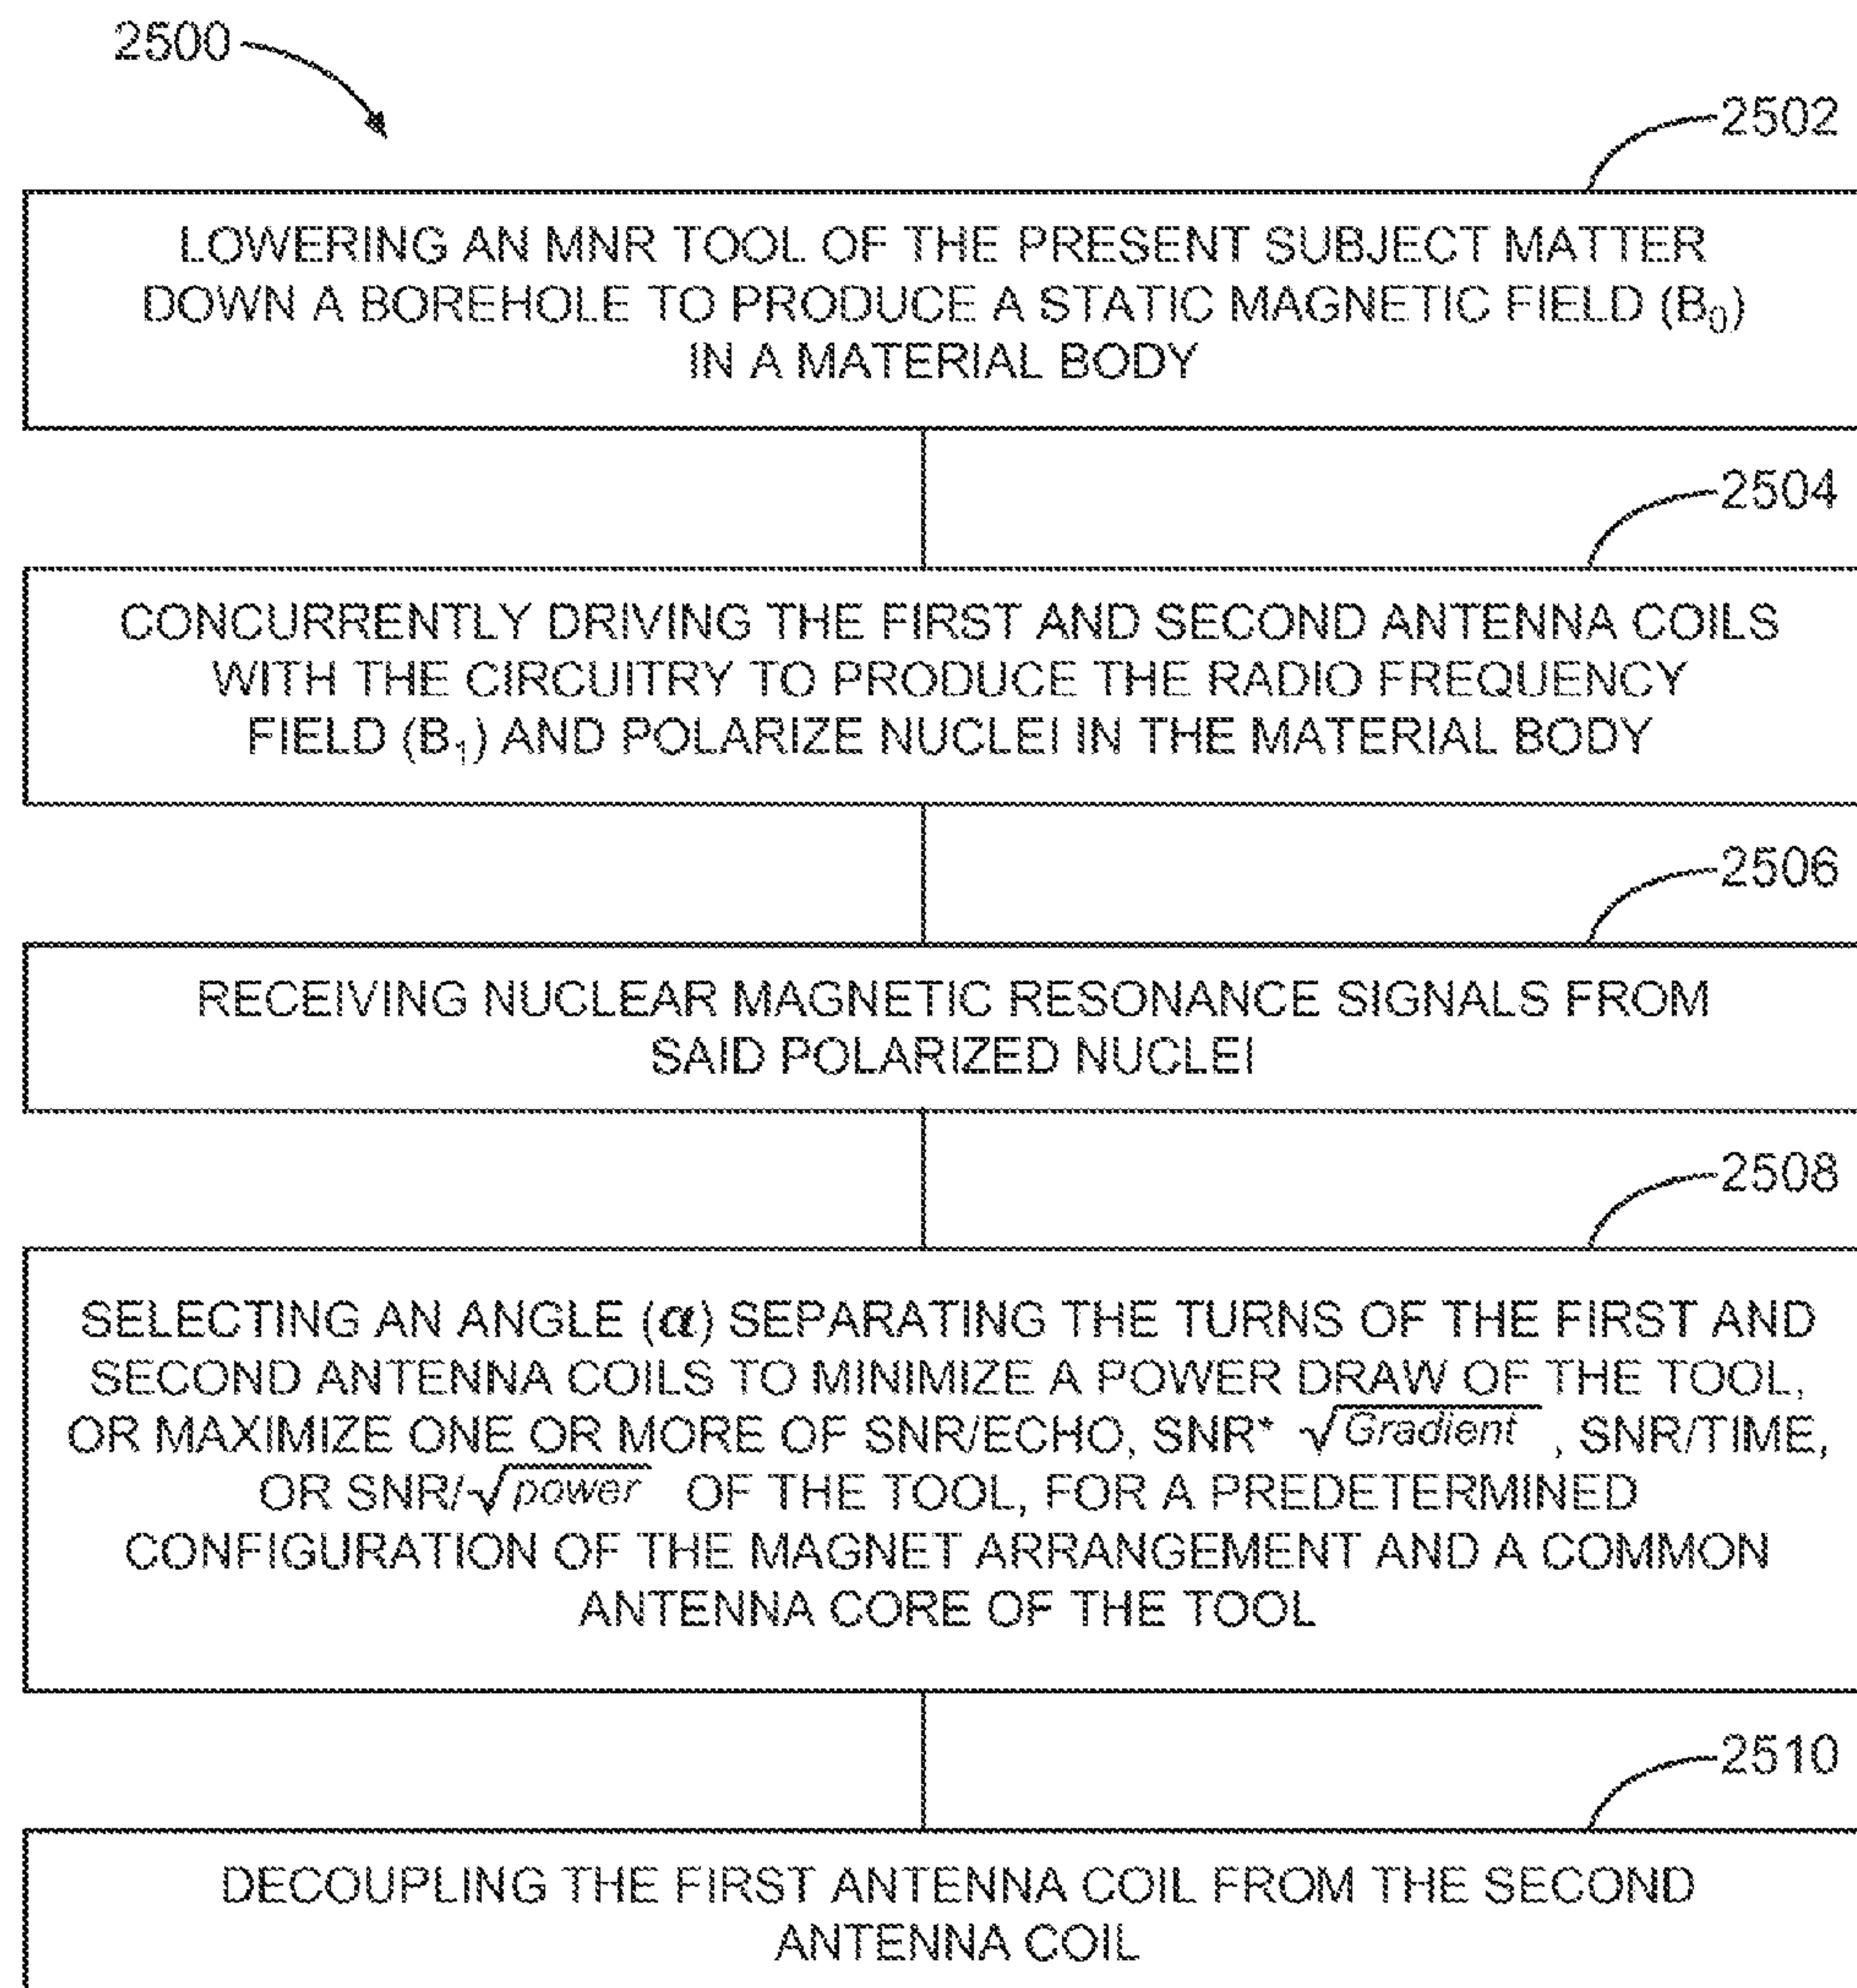 2500
2502
LOWERING AN MNR TOOL OF THE PRESENT SUBJECT MATTER
DOWN A BOREHOLE TO PRODUCE A STATIC MAGNETIC FIELD (B₀)
IN A MATERIAL BODY
2504
CONCURRENTLY DRIVING THE FIRST AND SECOND ANTENNA COILS
WITH THE CIRCUITRY TO PRODUCE THE RADIO FREQUENCY
FIELD (B₁) AND POLARIZE NUCLEI IN THE MATERIAL BODY
2506
RECEIVING NUCLEAR MAGNETIC RESONANCE SIGNALS FROM
SAID POLARIZED NUCLEI
2508
SELECTING AN ANGLE (α) SEPARATING THE TURNS OF THE FIRST AND
SECOND ANTENNA COILS TO MINIMIZE A POWER DRAW OF THE TOOL,
OR MAXIMIZE ONE OR MORE OF SNR/ECHO, SNR* √Gradient , SNR/TIME,
OR SNR/√power OF THE TOOL, FOR A PREDETERMINED
CONFIGURATION OF THE MAGNET ARRANGEMENT AND A COMMON
ANTENNA CORE OF THE TOOL
2510
DECOUPLING THE FIRST ANTENNA COIL FROM THE SECOND
ANTENNA COIL